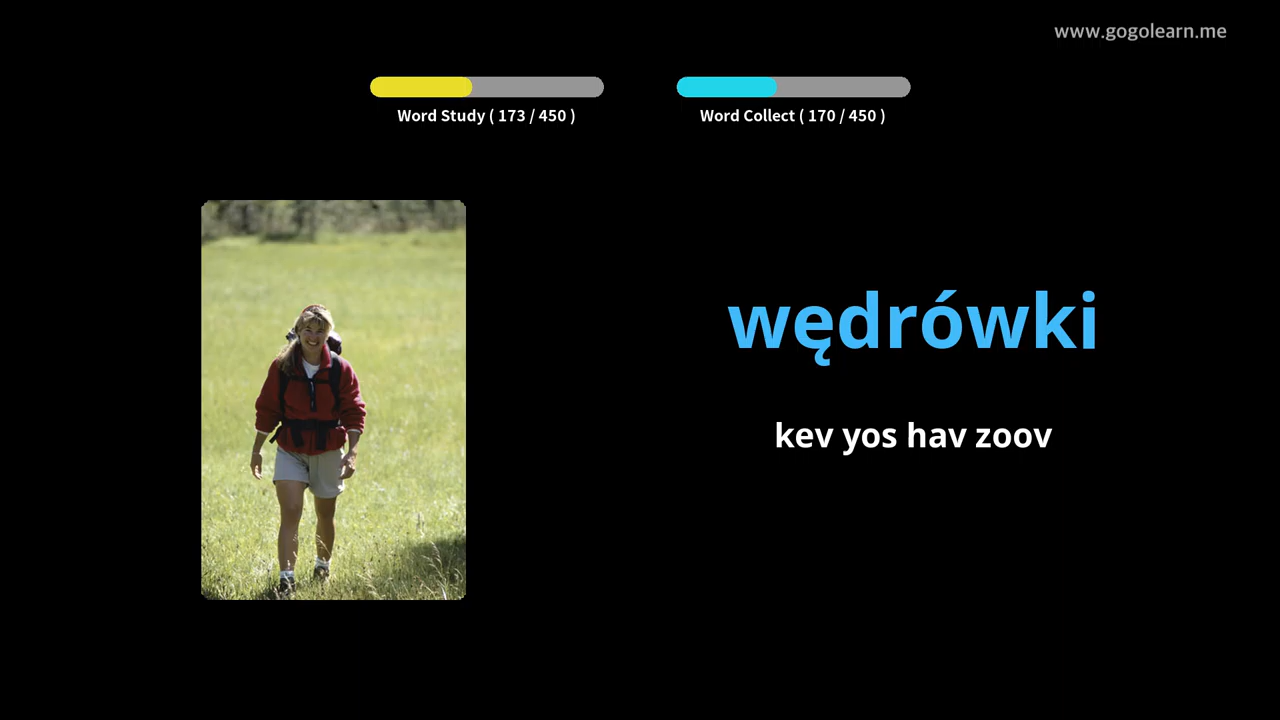 www.gogolearn.me
Word Study ( 173 / 450 )
Word Collect ( 170 / 450 )
wędrówki
kev yos hav zoov